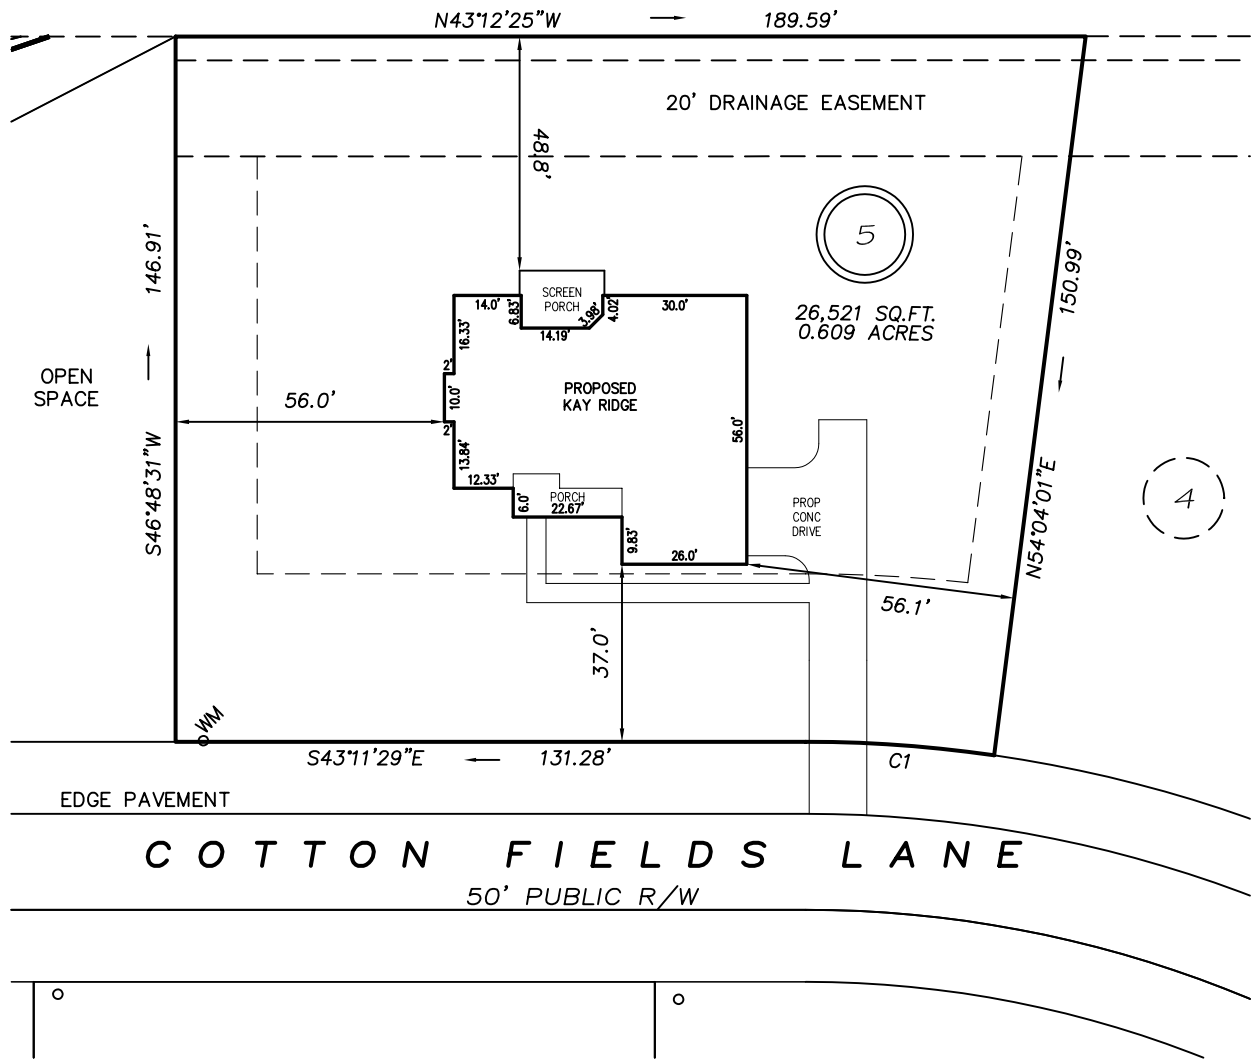 N43°12'25"W 189.59'
20' DRAINAGE EASEMENT
48.8'
146.91'
S46°48'31"W
OPEN
SPACE
56.0'
SCREEN
PORCH
14.0'
6.83'
14.19'
3.98'
4.02'
30.0'
16.33'
2'
10.0'
2'
13.84'
12.33'
6.0'
PORCH
22.67'
9.83'
26.0'
56.0'
PROPOSED
KAY RIDGE
5
26,521 SQ.FT.
0.609 ACRES
150.99'
N54°04'01"E
4
PROP
CONC
DRIVE
56.1'
37.0'
WM
S43°11'29"E 131.28'
C1
EDGE PAVEMENT
COTTON FIELDS LANE
50' PUBLIC R/W